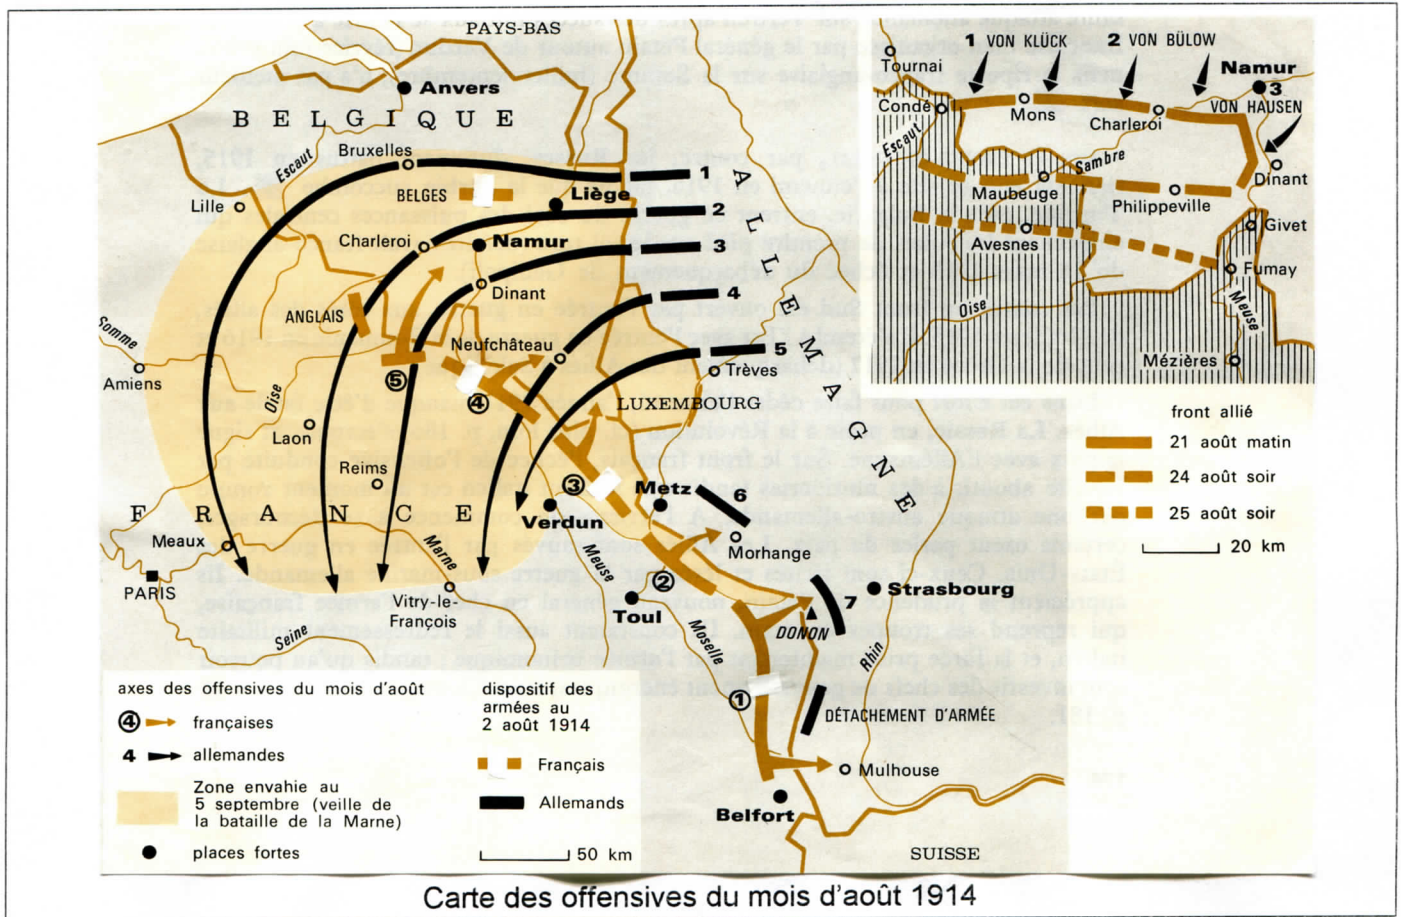 PAYS-BAS
Anvers
BELGIQUE
Escaut
Bruxelles
BELGES
Liège
Lille
Charleroi
Namur
Dinant
ANGLAIS
Neufchâteau
Somme
Amiens
Oise
Laon
Reims
FRANCE
Meaux
PARIS
Seine
Marne
Vitry-le-
François
Verdun
Meuse
Metz
Morhange
Toul
Moselle
LUXEMBOURG
Trèves
ALLEMAGNE
1
2
3
4
5
6
7
5
4
3
2
1
DONON
Strasbourg
Rhin
DÉTACHEMENT D'ARMÉE
Mulhouse
Belfort
SUISSE
1 VON KLÜCK
2 VON BÜLOW
Tournai
Namur
3
VON HAUSEN
Condé
Mons
Charleroi
Escaut
Sambre
Dinant
Maubeuge
Philippeville
Avesnes
Givet
Fumay
Oise
Meuse
Mézières
front allié
21 août matin
24 août soir
25 août soir
20 km
axes des offensives du mois d'août
4 françaises
4 allemandes
Zone envahie au
5 septembre (veille de
la bataille de la Marne)
places fortes
dispositif des
armées au
2 août 1914
Français
Allemands
50 km
Carte des offensives du mois d'août 1914